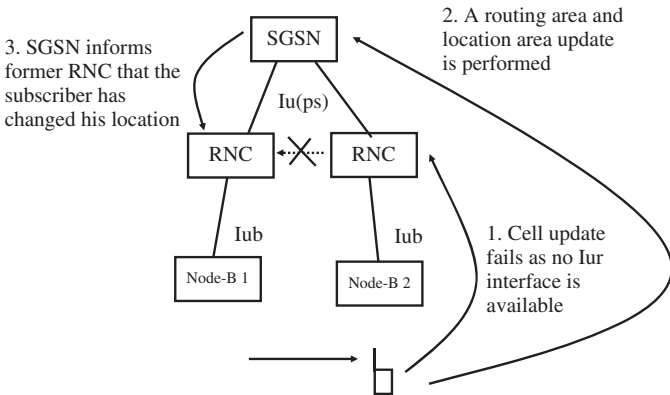 3. SGSN informs
former RNC that the
subscriber has
changed his location
SGSN
2. A routing area and
location area update
is performed
Iu(ps)
RNC
RNC
Iub
Iub
1. Cell update
fails as no Iur
interface is
available
Node-B 1
Node-B 2